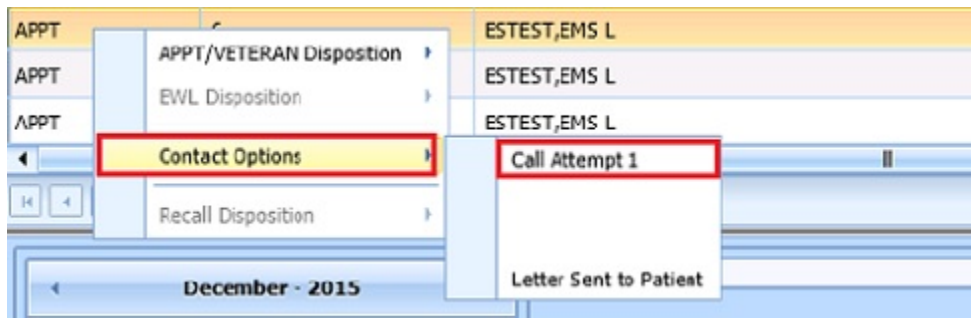 APPT ESTEST,EMS L
APPT/VETERAN Disposition
APPT ESTEST,EMS L
EWL Disposition
APPT ESTEST,EMS L
Contact Options
Call Attempt 1
Recall Disposition
Letter Sent to Patient
December - 2015